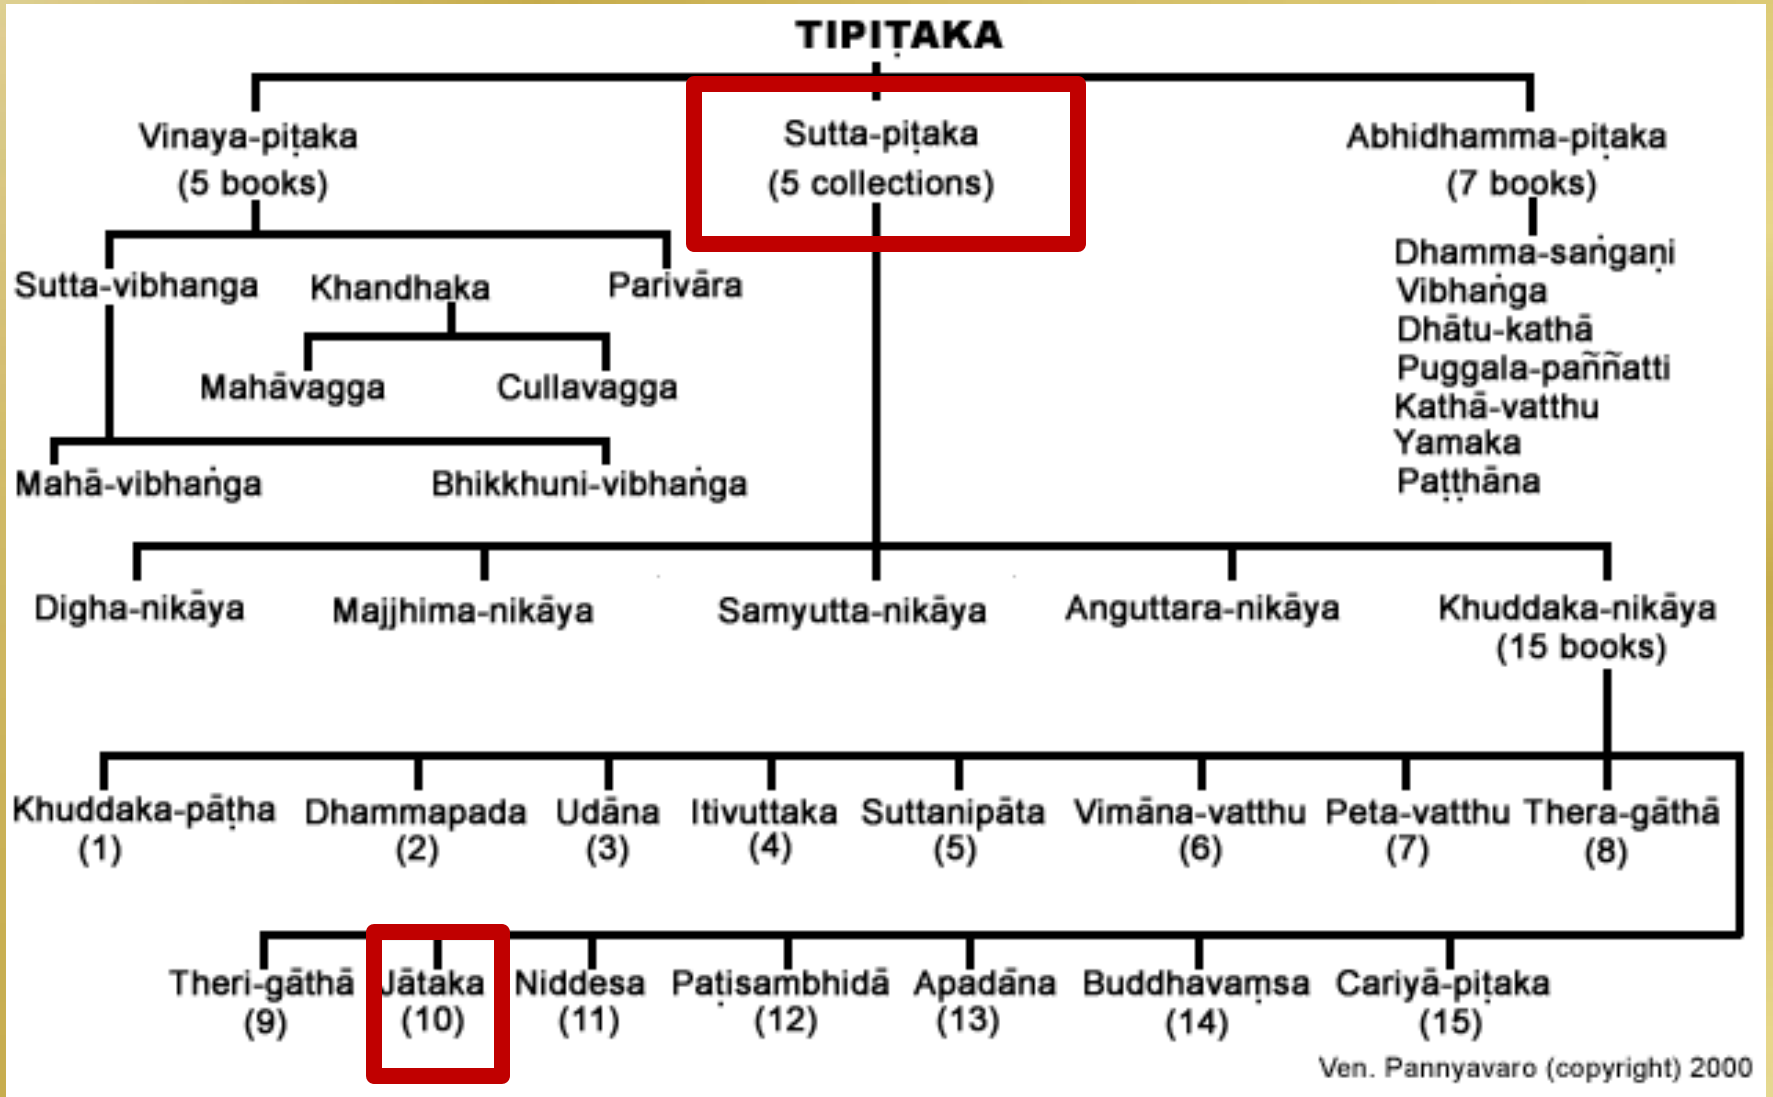 TIPIṬAKA
Vinaya-piṭaka
(5 books)
Sutta-piṭaka
(5 collections)
Abhidhamma-piṭaka
(7 books)
Sutta-vibhanga
Khandhaka
Parivāra
Mahāvagga
Cullavagga
Mahā-vibhaṅga
Bhikkhuni-vibhaṅga
Dhamma-saṅgaṇi
Vibhaṅga
Dhātu-kathā
Puggala-paññatti
Kathā-vatthu
Yamaka
Paṭṭhāna
Digha-nikāya
Majjhima-nikāya
Samyutta-nikāya
Anguttara-nikāya
Khuddaka-nikāya
(15 books)
Khuddaka-pāṭha
(1)
Dhammapada
(2)
Udāna
(3)
Itivuttaka
(4)
Suttanipāta
(5)
Vimāna-vatthu
(6)
Peta-vatthu
(7)
Thera-gāthā
(8)
Theri-gāthā
(9)
Jātaka
(10)
Niddesa
(11)
Paṭisambhidā
(12)
Apadāna
(13)
Buddhavaṃsa
(14)
Cariyā-piṭaka
(15)
Ven. Pannyavaro (copyright) 2000